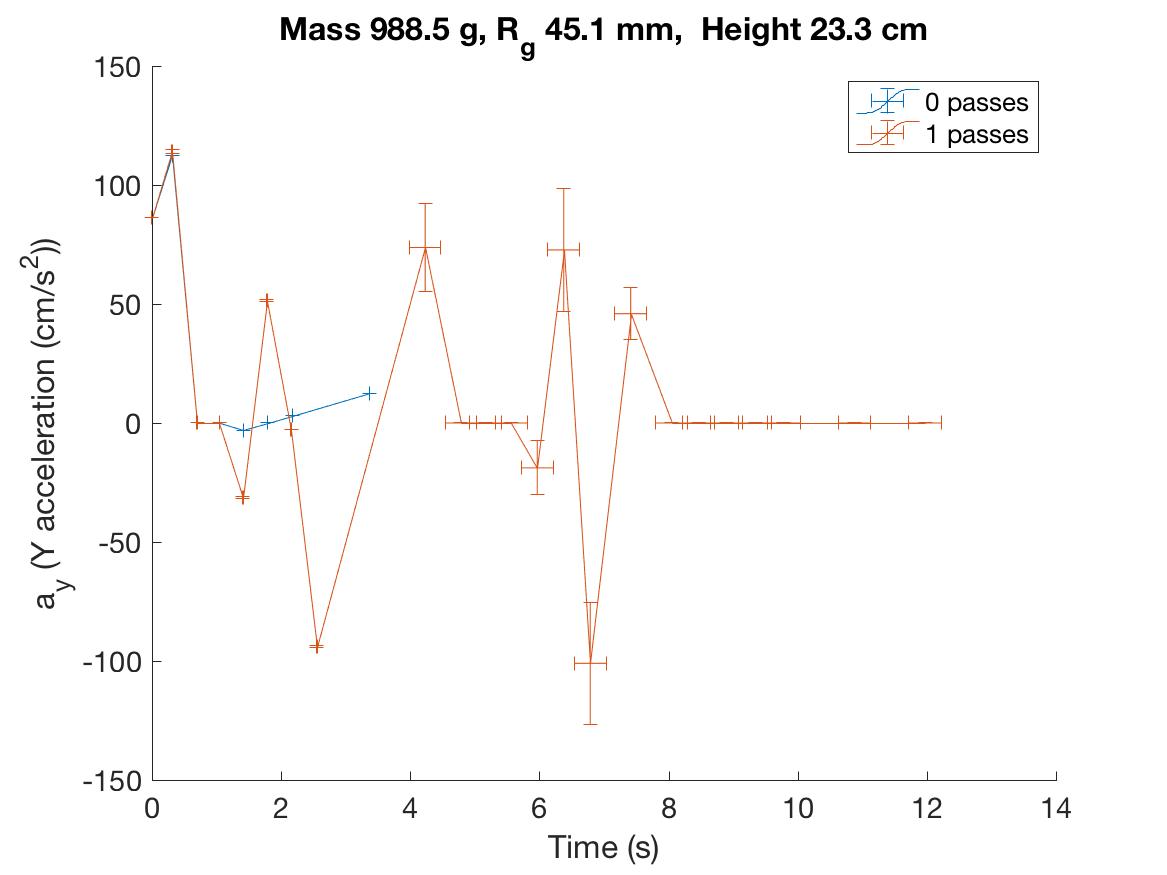 Mass 988.5 g, Rg 45.1 mm,  Height 23.3 cm
150
100
50
0
-50
-100
-150
ay (Y acceleration (cm/s2))
0 passes
1 passes
0 2 4 6 8 10 12 14
Time (s)